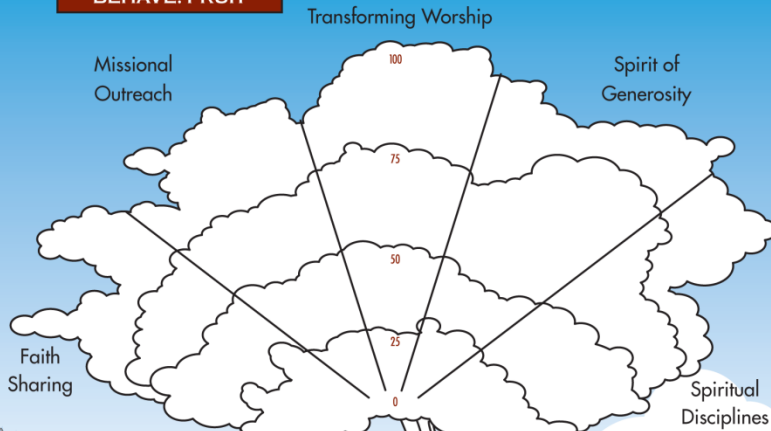 Transforming Worship
Missional
Outreach
Spirit of
Generosity
100
75
50
25
0
Faith
Sharing
Spiritual
Disciplines